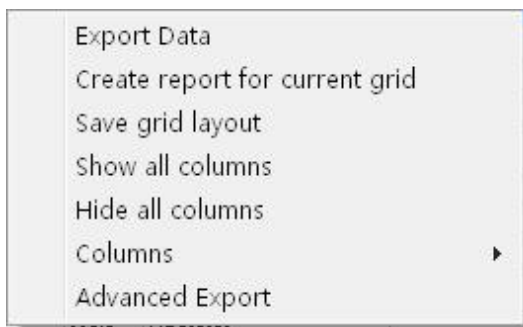 Export Data
Create report for current grid
Save grid layout
Show all columns
Hide all columns
Columns
Advanced Export